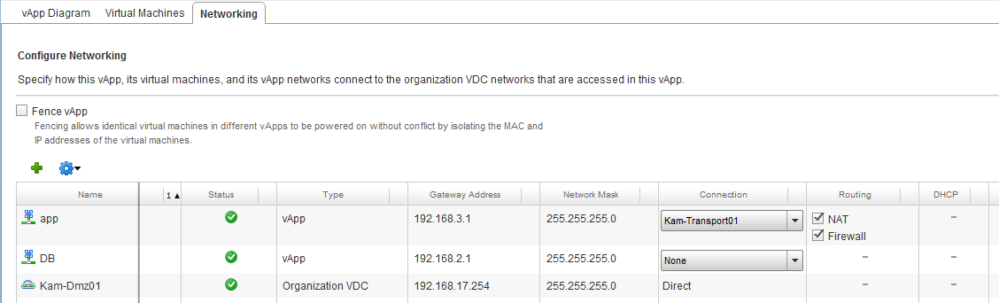 vApp Diagram Virtual Machines Networking
Configure Networking
Specify how this vApp, its virtual machines, and its vApp networks connect to the organization VDC networks that are accessed in this vApp.
Fence vApp
Fencing allows identical virtual machines in different vApps to be powered on without conflict by isolating the MAC and
IP addresses of the virtual machines.
Name 1 ▲ Status Type Gateway Address Network Mask Connection Routing DHCP
app vApp 192.168.3.1 255.255.255.0 Kam-Transport01 NAT
Firewall
DB vApp 192.168.2.1 255.255.255.0 None - -
Kam-Dmz01 Organization VDC 192.168.17.254 255.255.255.0 Direct - -